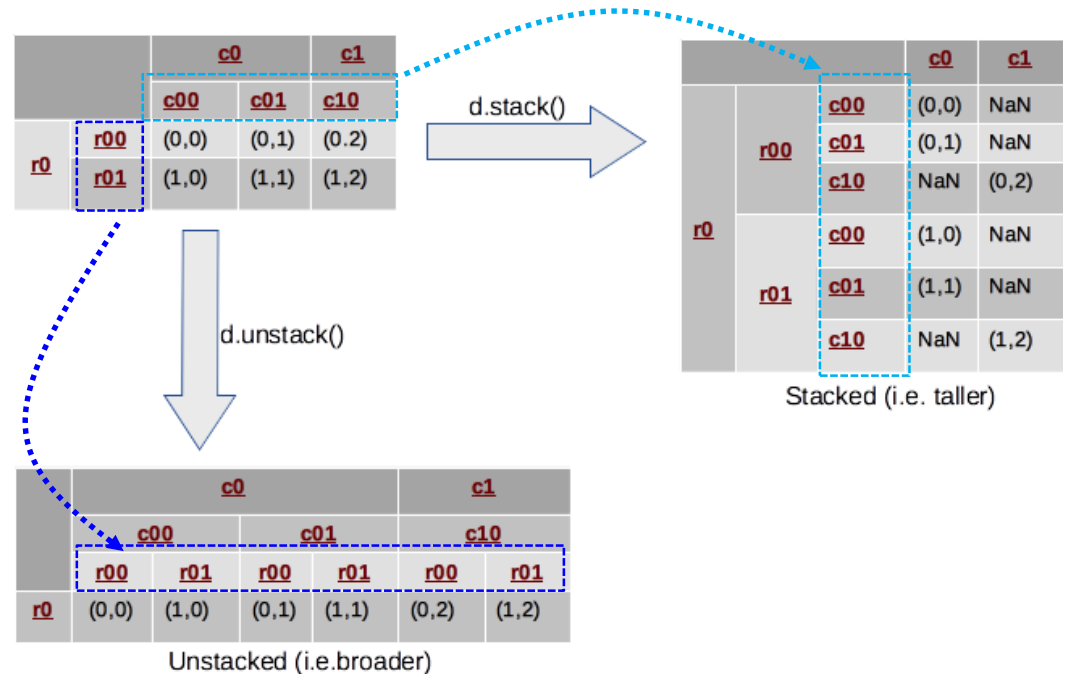 c0 c1
c00 c01 c10
r0 r00 (0,0) (0,1) (0.2)
r01 (1,0) (1,1) (1,2)
d.stack()
c0 c1
r0 r00 c00 (0,0) NaN
c01 (0,1) NaN
c10 NaN (0,2)
r01 c00 (1,0) NaN
c01 (1,1) NaN
c10 NaN (1,2)
Stacked (i.e. taller)
d.unstack()
c0 c1
c00 c01 c10
r00 r01 r00 r01 r00 r01
r0 (0,0) (1,0) (0,1) (1,1) (0,2) (1,2)
Unstacked (i.e.broader)